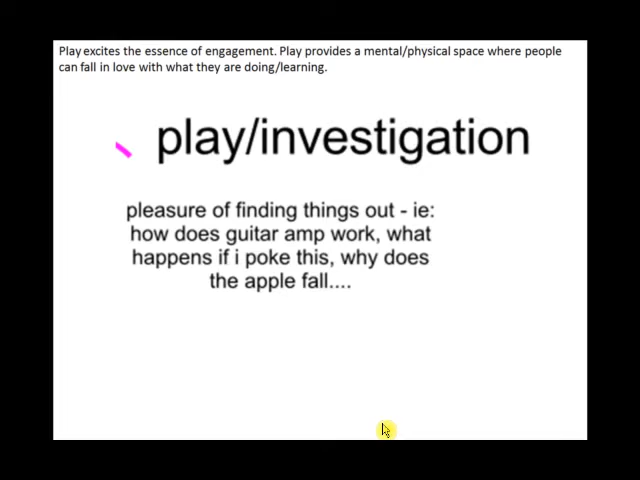 Play excites the essence of engagement. Play provides a mental/physical space where people
can fall in love with what they are doing/learning.
play/investigation
pleasure of finding things out - ie:
how does guitar amp work, what
happens if i poke this, why does
the apple fall....